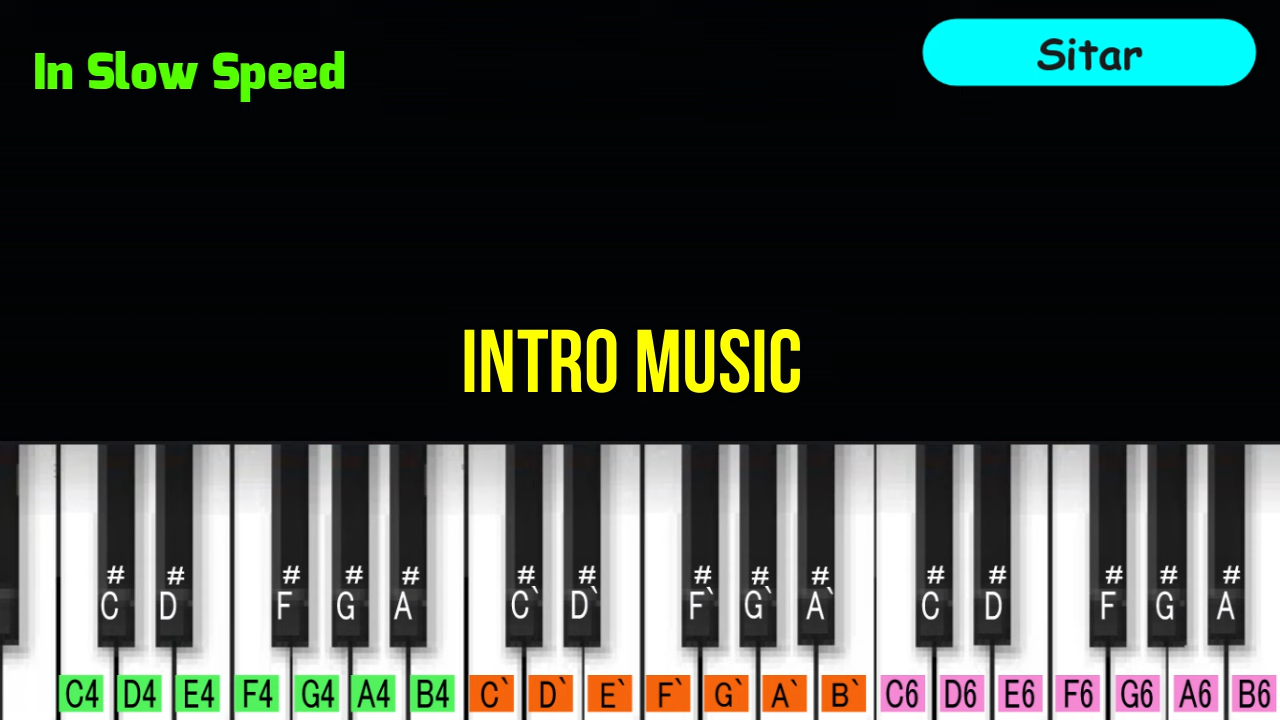 In Slow Speed
Sitar
INTRO MUSIC
# # # # # # # # # # # # # # #
C D F G A C` D` F` G` A` C D F G A
C4 D4 E4 F4 G4 A4 B4 C` D` E` F` G` A` B` C6 D6 E6 F6 G6 A6 B6